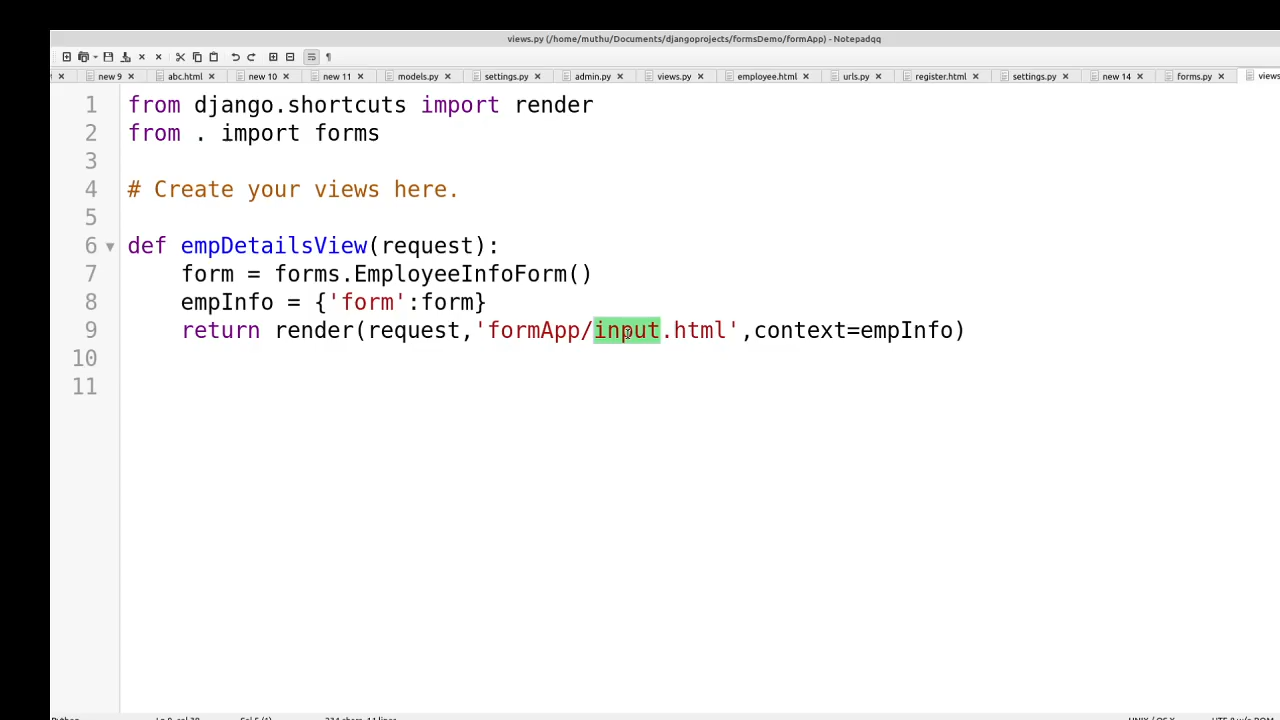 views.py (/home/muthu/Documents/djangoprojects/formsDemo/formApp) - Notepadqq
new 9 abc.html new 10 new 11 models.py settings.py admin.py views.py employee.html urls.py register.html settings.py new 14 forms.py views
1 from django.shortcuts import render
2 from . import forms
3
4 # Create your views here.
5
6 def empDetailsView(request):
7 form = forms.EmployeeInfoForm()
8 empInfo = {'form':form}
9 return render(request,'formApp/input.html',context=empInfo)
10
11